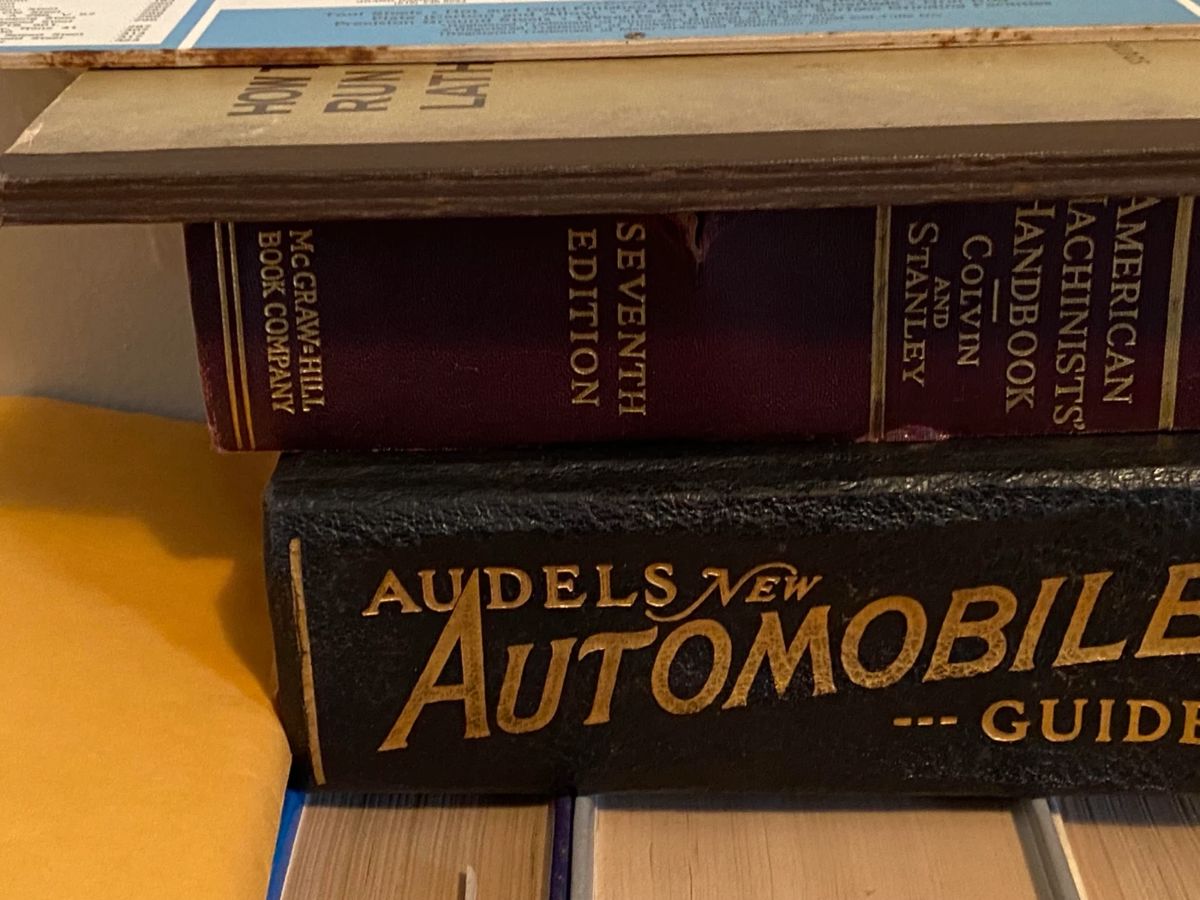 HOW T
RUN
LATH
AMERICAN
MACHINISTS'
HANDBOOK
COLVIN
AND
STANLEY
SEVENTH
EDITION
McGRAW-HILL
BOOK COMPANY
AUDELS NEW
AUTOMOBILE
--- GUIDE